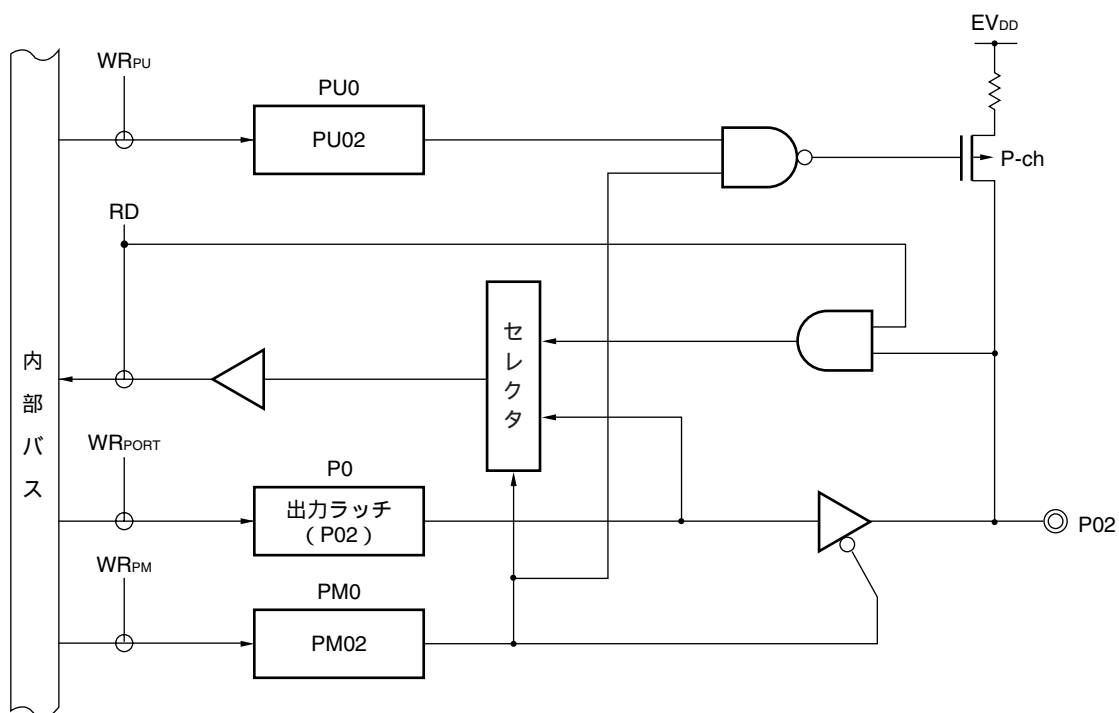 EVDD
WRPU
PU0
PU02
P-ch
RD
セレクタ
内部バス
WRPORT
P0
出力ラッチ
（P02）
P02
WRPM
PM0
PM02